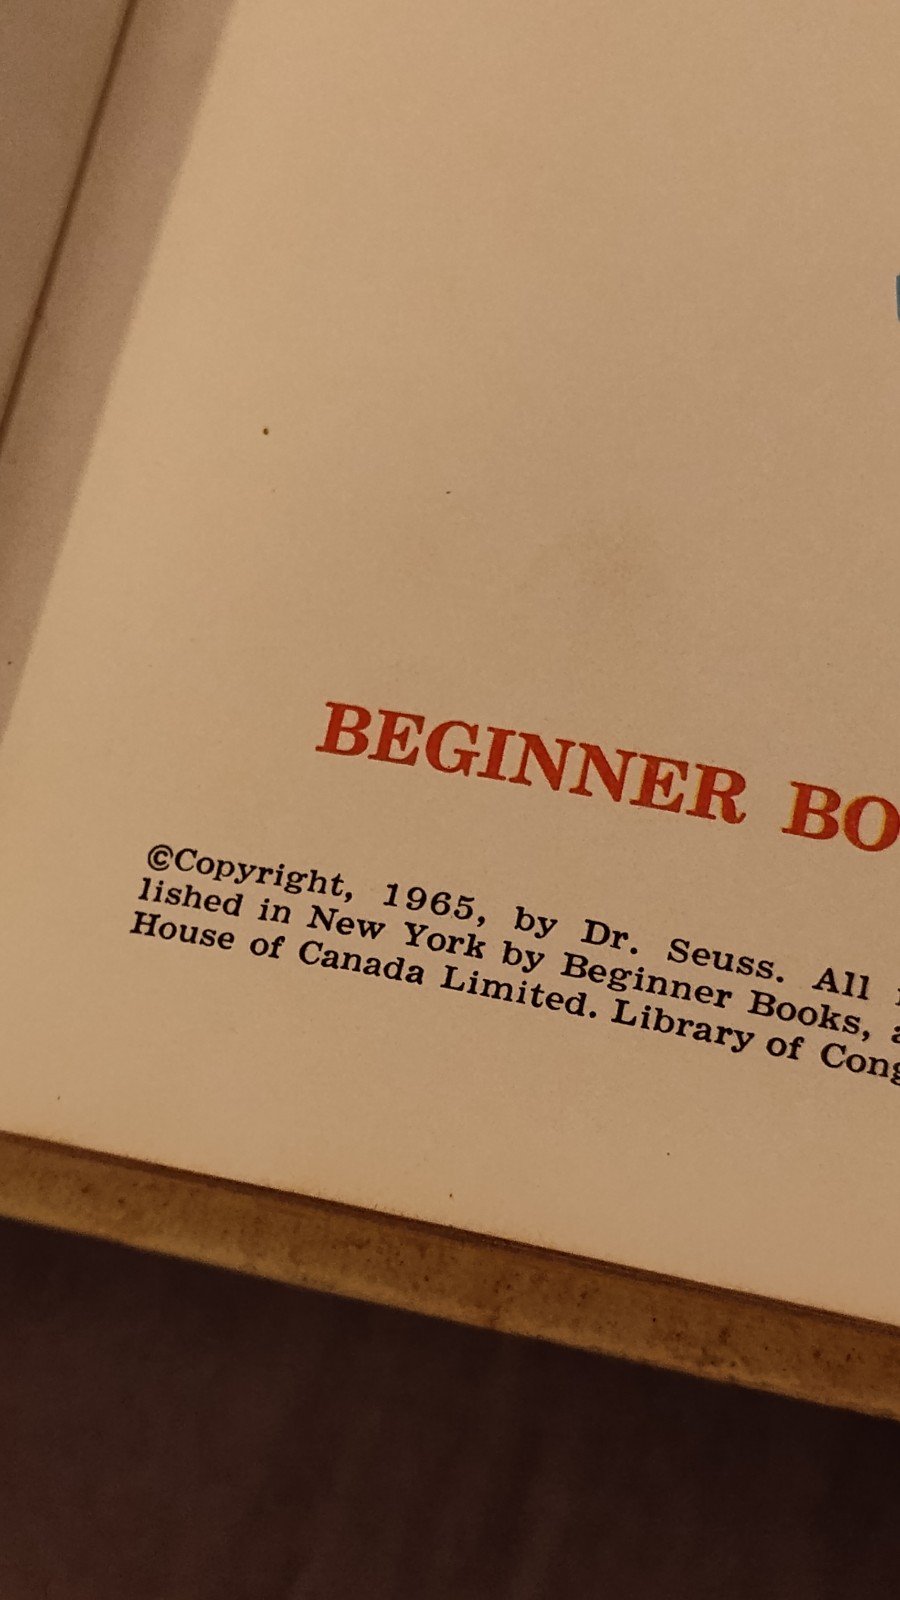 BEGINNER BO
©Copyright, 1965, by Dr. Seuss. All
lished in New York by Beginner Books,
House of Canada Limited. Library of Cong